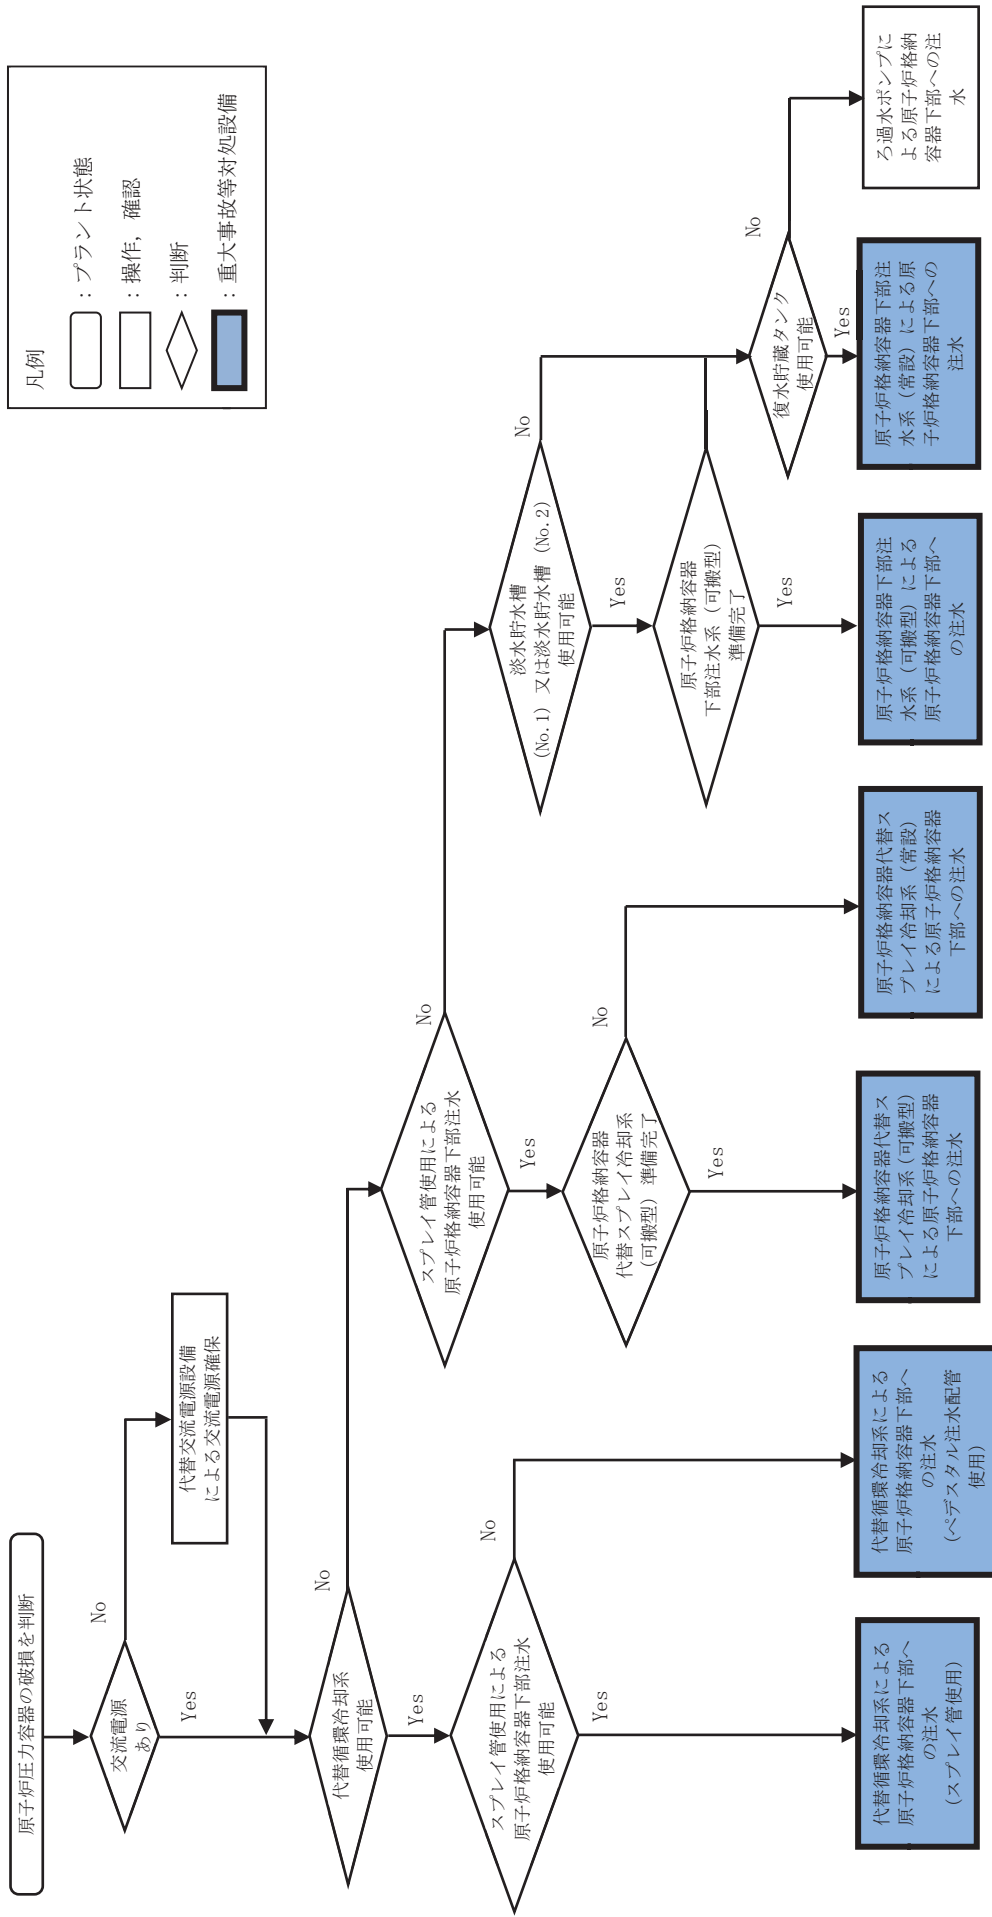 凡例
：プラント状態
：操作，確認
：判断
：重大事故等対処設備
原子炉圧力容器の破損を判断
交流電源
あり
No
Yes
代替交流電源設備
による交流電源確保
代替循環冷却系
使用可能
No
Yes
スプレイ管使用による
原子炉格納容器下部注水
使用可能
No
Yes
スプレイ管使用による
原子炉格納容器下部注水
使用可能
No
Yes
原子炉格納容器
代替スプレイ冷却系
(可搬型) 準備完了
No
Yes
淡水貯水槽
(No.1) 又は淡水貯水槽 (No.2)
使用可能
No
Yes
原子炉格納容器
下部注水系 (可搬型)
準備完了
Yes
復水貯蔵タンク
使用可能
No
Yes
代替循環冷却系による
原子炉格納容器下部へ
の注水
(スプレイ管使用)
代替循環冷却系による
原子炉格納容器下部へ
の注水
(ペデスタル注水配管
使用)
原子炉格納容器代替ス
プレイ冷却系(可搬型)
による原子炉格納容器
下部への注水
原子炉格納容器代替ス
プレイ冷却系 (常設)
による原子炉格納容器
下部への注水
原子炉格納容器下部注
水系 (可搬型) による
原子炉格納容器下部へ
の注水
原子炉格納容器下部注
水系 (常設) による原
子炉格納容器下部への
注水
ろ過水ポンプに
よる原子炉格納
容器下部への注
水